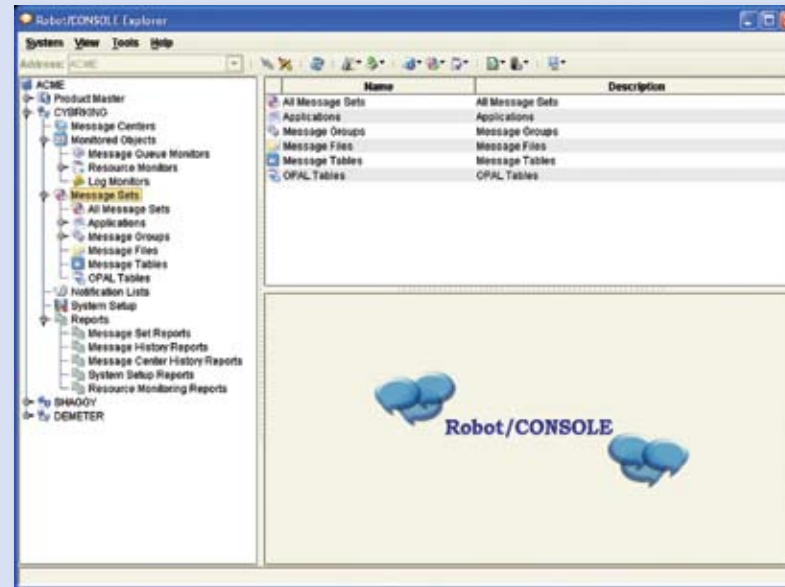 Robot/CONSOLE Explorer
System View Tools Help
Address: ACME
ACME
Product Master
CYBRKING
Message Centers
Monitored Objects
Message Queue Monitors
Resource Monitors
Log Monitors
Message Sets
All Message Sets
Applications
Message Groups
Message Files
Message Tables
OPAL Tables
Notification Lists
System Setup
Reports
Message Set Reports
Message History Reports
Message Center History Reports
System Setup Reports
Resource Monitoring Reports
SHAGGY
DEMETER
Name Description
All Message Sets All Message Sets
Applications Applications
Message Groups Message Groups
Message Files Message Files
Message Tables Message Tables
OPAL Tables OPAL Tables
Robot/CONSOLE